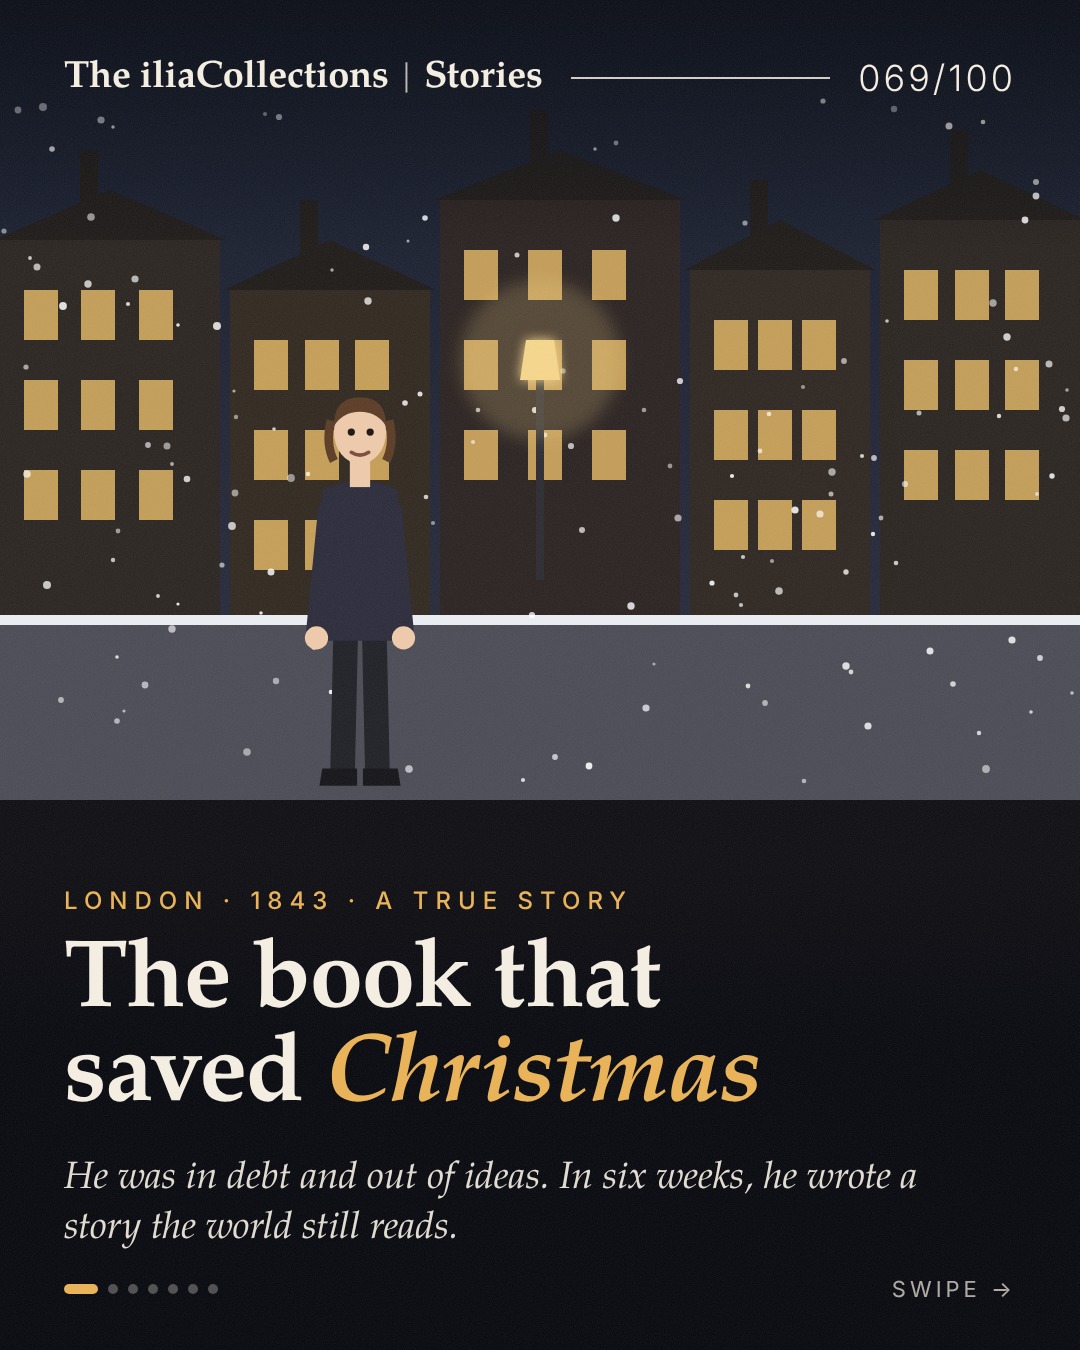 The iliaCollections | Stories 069/100
LONDON · 1843 · A TRUE STORY
The book that
saved Christmas
He was in debt and out of ideas. In six weeks, he wrote a
story the world still reads.
SWIPE →